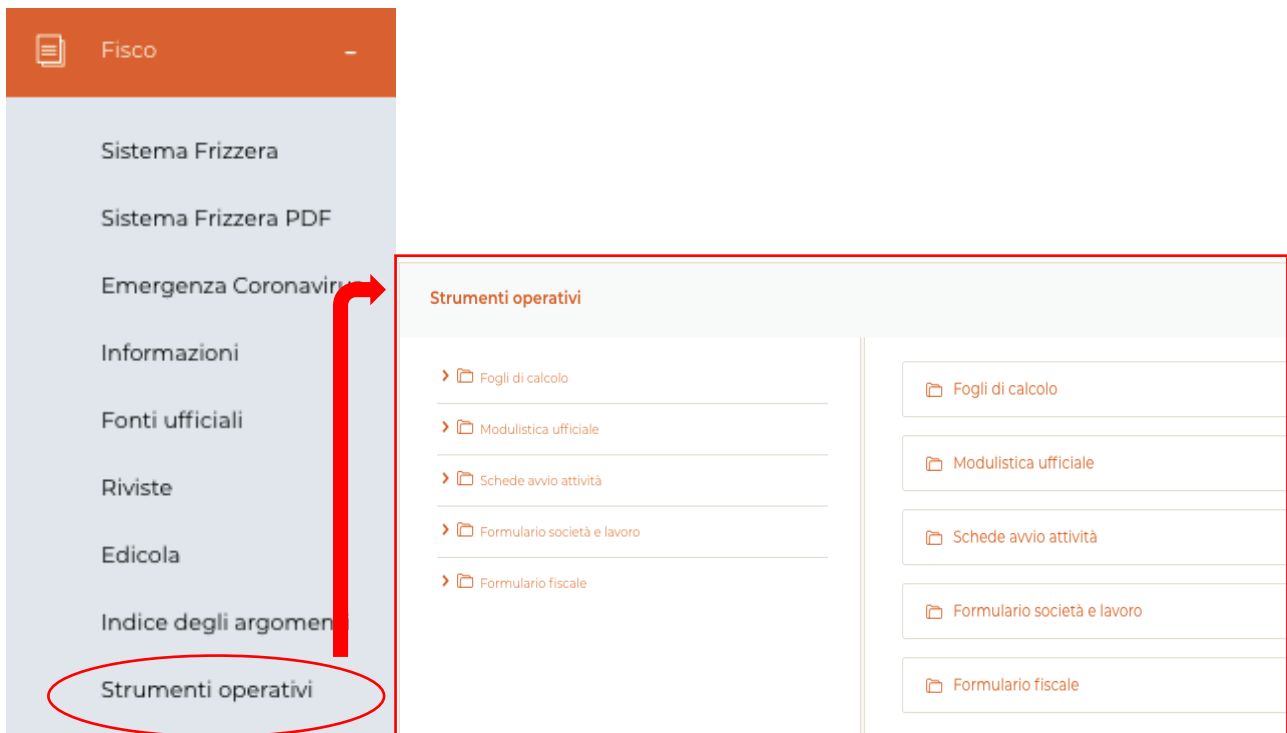 Fisco
Sistema Frizzera
Sistema Frizzera PDF
Emergenza Coronavirus
Informazioni
Fonti ufficiali
Riviste
Edicola
Indice degli argomenti
Strumenti operativi
Strumenti operativi
Fogli di calcolo
Modulistica ufficiale
Schede avvio attività
Formulario società e lavoro
Formulario fiscale
Fogli di calcolo
Modulistica ufficiale
Schede avvio attività
Formulario società e lavoro
Formulario fiscale